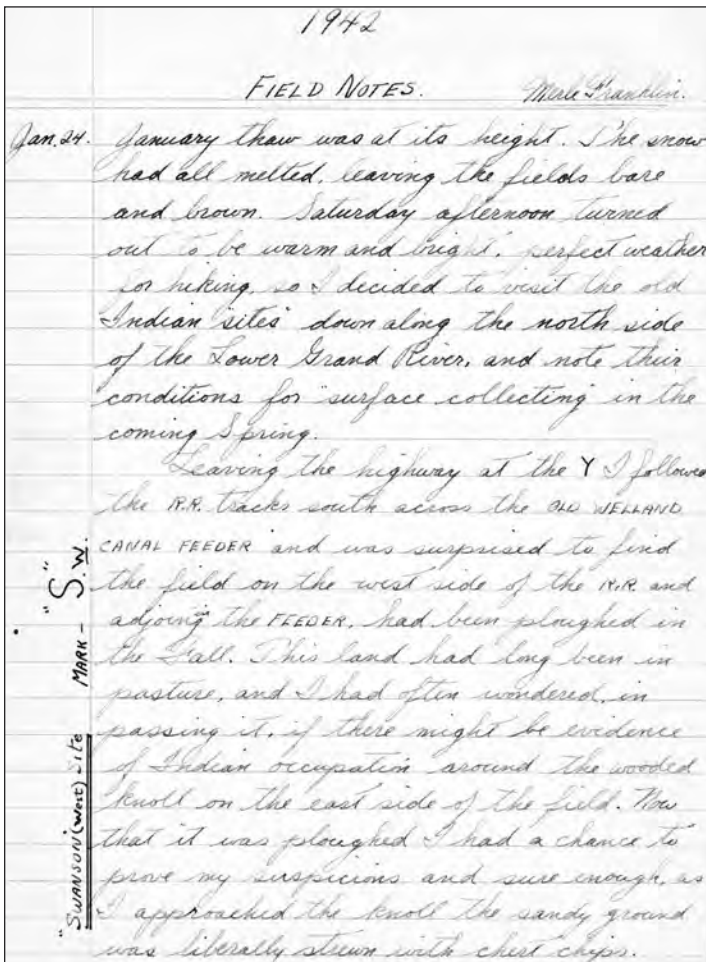 1942
FIELD NOTES. Merle Franklin.
Jan. 24. January thaw was at its height. The snow
had all melted, leaving the fields bare
and brown. Saturday afternoon turned
out to be warm and bright, perfect weather
for hiking, so I decided to visit the old
Indian "sites" down along the north side
of the Lower Grand River, and note their
conditions for surface collecting in the
coming Spring.
Leaving the highway at the Y I followed
the R.R. tracks south across the OLD WELLAND
CANAL FEEDER and was surprised to find
the field on the west side of the R.R. and
adjoining the FEEDER, had been ploughed in
the Fall. This land had long been in
pasture, and I had often wondered, in
passing it, if there might be evidence
of Indian occupation around the wooded
knoll on the east side of the field. Now
that it was ploughed I had a chance to
prove my suspicions and sure enough, as
I approached the knoll the sandy ground
was liberally strewn with chert chips.
"SWANSON (West) Site" MARK - "S.W."